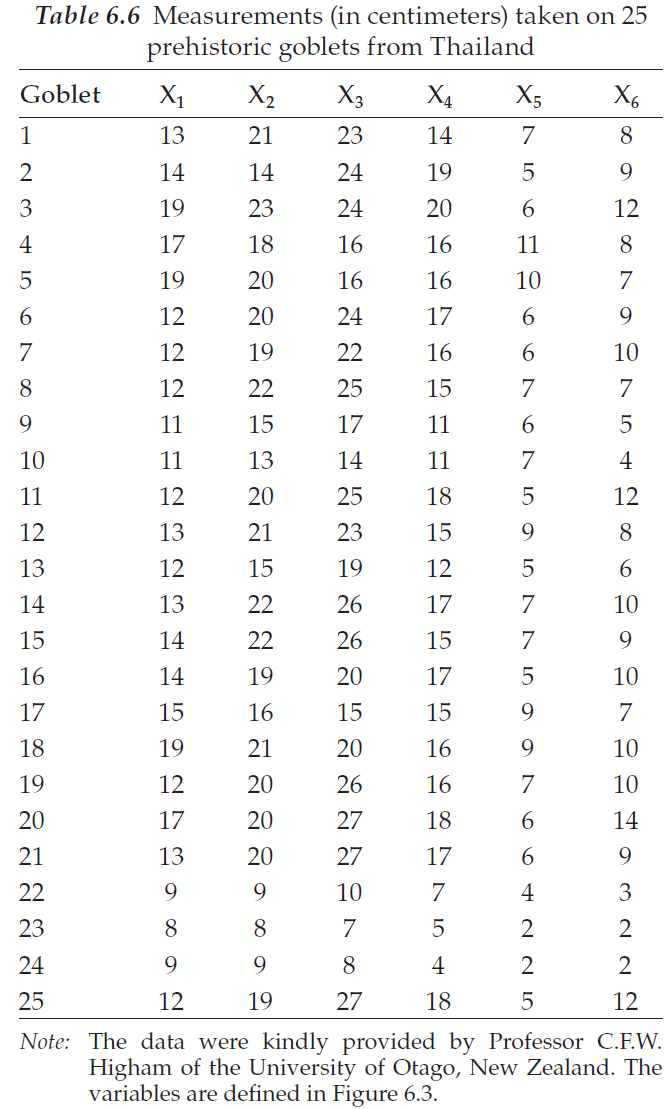 Table 6.6 Measurements (in centimeters) taken on 25
prehistoric goblets from Thailand
Goblet X₁ X₂ X₃ X₄ X₅ X₆
1 13 21 23 14 7 8
2 14 14 24 19 5 9
3 19 23 24 20 6 12
4 17 18 16 16 11 8
5 19 20 16 16 10 7
6 12 20 24 17 6 9
7 12 19 22 16 6 10
8 12 22 25 15 7 7
9 11 15 17 11 6 5
10 11 13 14 11 7 4
11 12 20 25 18 5 12
12 13 21 23 15 9 8
13 12 15 19 12 5 6
14 13 22 26 17 7 10
15 14 22 26 15 7 9
16 14 19 20 17 5 10
17 15 16 15 15 9 7
18 19 21 20 16 9 10
19 12 20 26 16 7 10
20 17 20 27 18 6 14
21 13 20 27 17 6 9
22 9 9 10 7 4 3
23 8 8 7 5 2 2
24 9 9 8 4 2 2
25 12 19 27 18 5 12
Note: The data were kindly provided by Professor C.F.W.
Higham of the University of Otago, New Zealand. The
variables are defined in Figure 6.3.